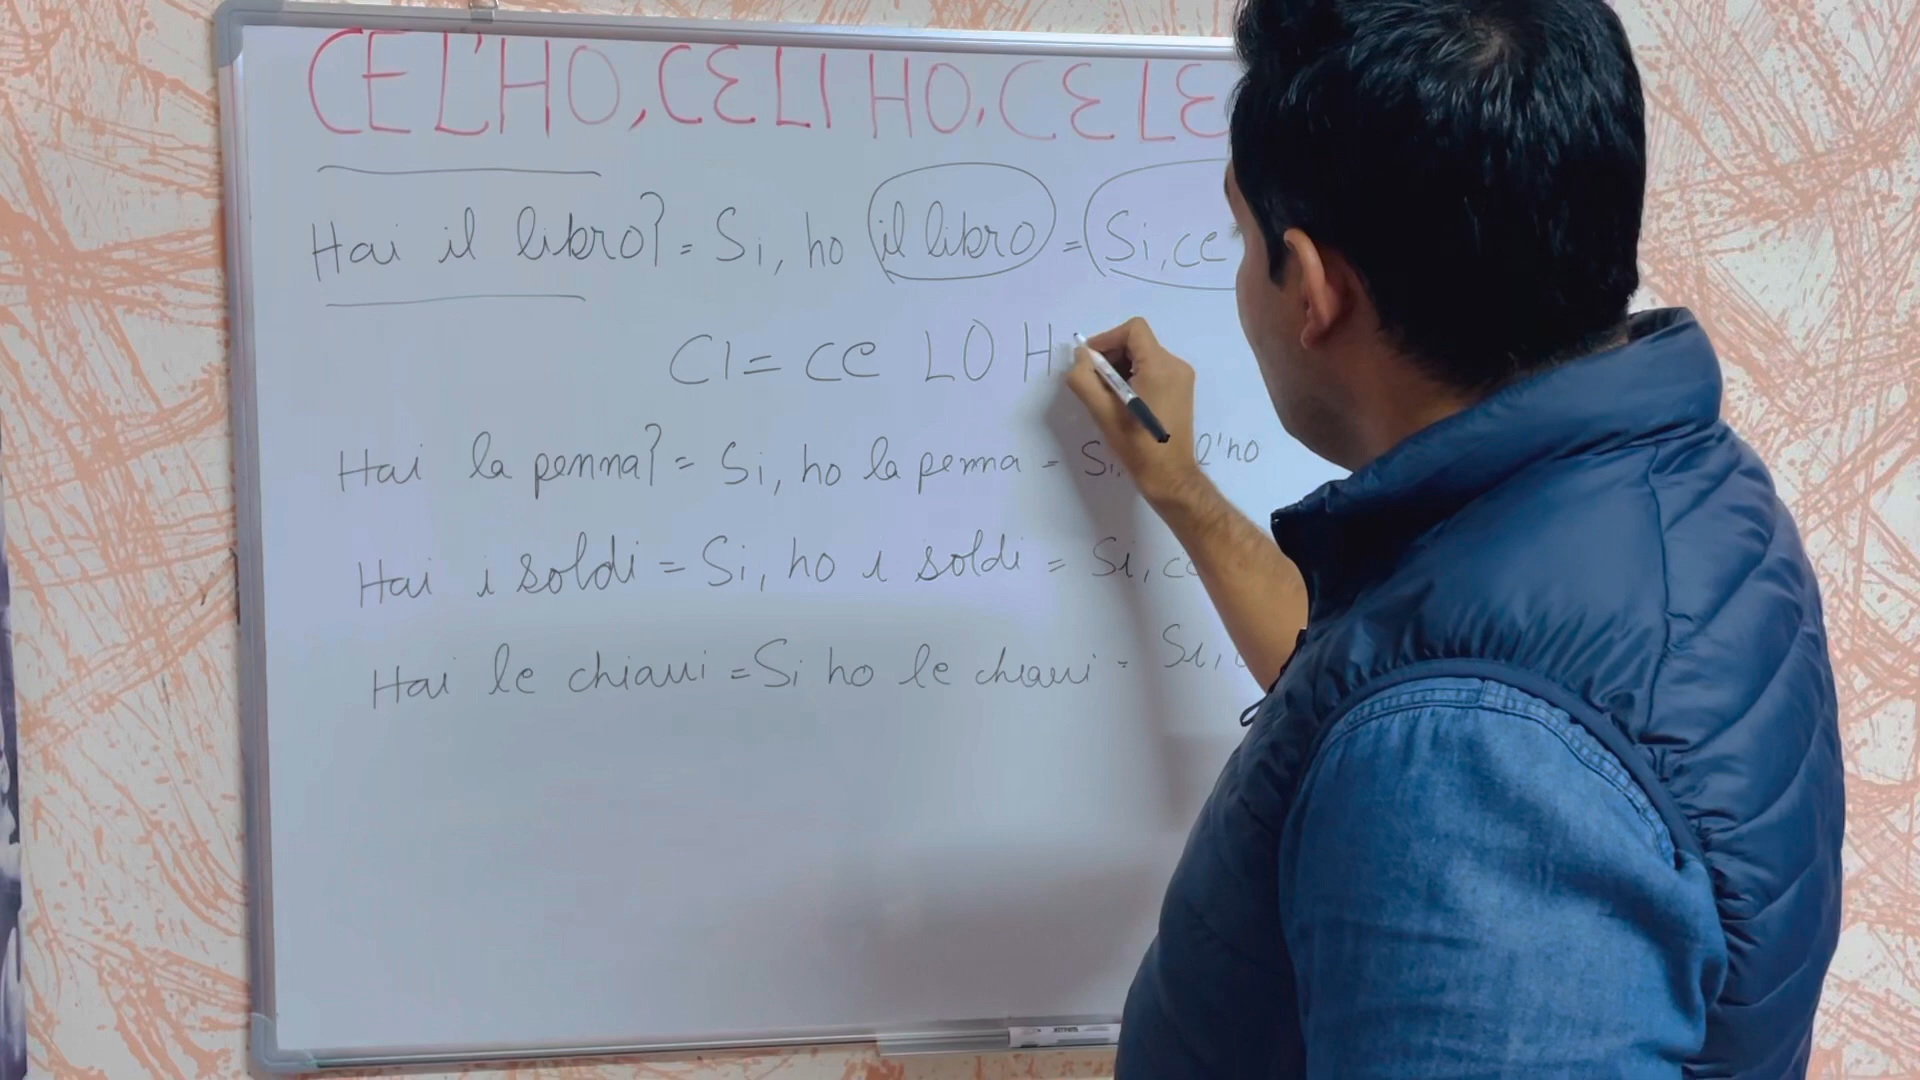 CE L'HO, CE LI HO, CE LE
Hai il libro? = Si, ho il libro = Si, ce
CI = CE LO H
Hai la penna? = Si, ho la penna = Si, l'ho
Hai i soldi = Si, ho i soldi = Si, ce
Hai le chiavi = Si ho le chiavi = Si,